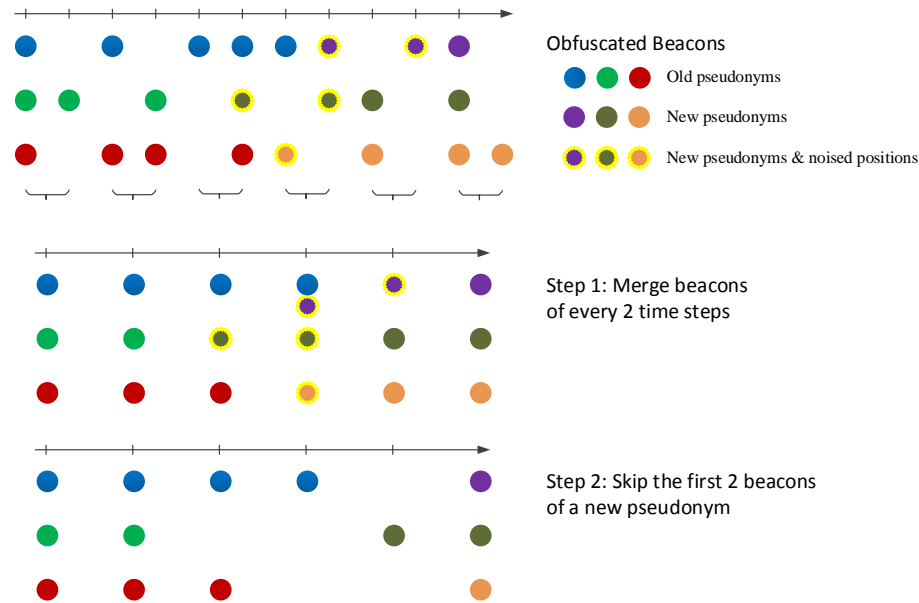 Obfuscated Beacons
Old pseudonyms
New pseudonyms
New pseudonyms & noised positions
Step 1: Merge beacons
of every 2 time steps
Step 2: Skip the first 2 beacons
of a new pseudonym